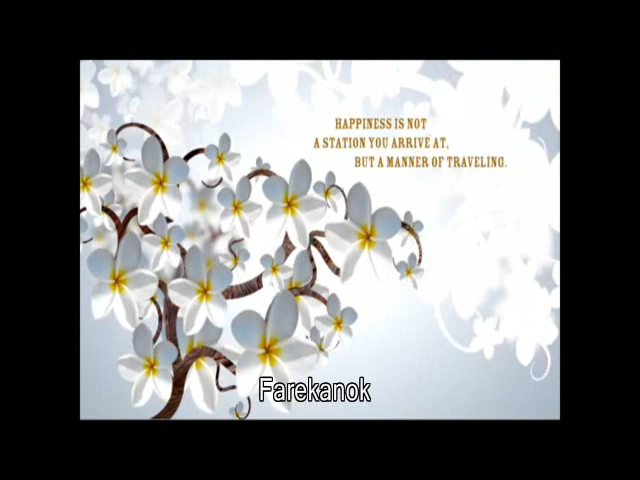 HAPPINESS IS NOT
A STATION YOU ARRIVE AT,
BUT A MANNER OF TRAVELING.
Farekanok